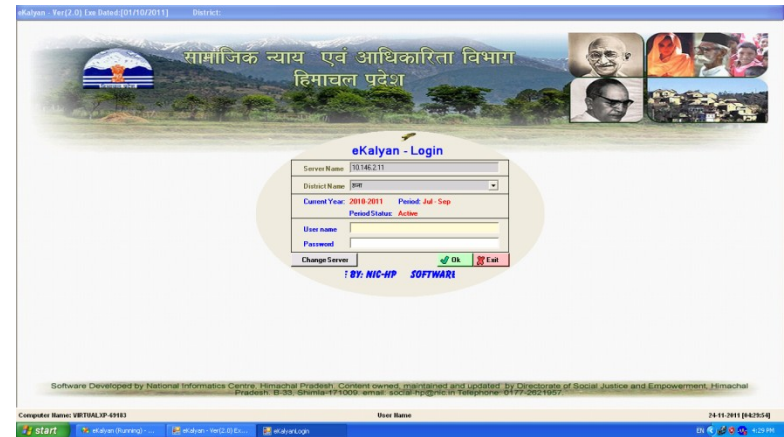 eKalyan - Ver(2.0) Exe Dated:[01/10/2011] District:
सामाजिक न्याय एवं अधिकारिता विभाग
हिमाचल प्रदेश
eKalyan - Login
Server Name 10.146.2.11
District Name
Current Year: 2010-2011 Period: Jul - Sep
Period Status: Active
User name
Password
Change Server Ok Exit
BY: NIC-HP SOFTWARE
Software Developed by National Informatics Centre, Himachal Pradesh. Content owned, maintained and updated by Directorate of Social Justice and Empowerment, Himachal
Pradesh, B-33, Shimla-171009. email: social-hp@nic.in Telephone: 0177-2621957
Computer Name: VIRTUALXP-69183 User Name 24-11-2011 [04:29:54]
start eKalyan (Running) - ... eKalyan - Ver(2.0) Ex... eKalyanLogin EN 4:29 PM